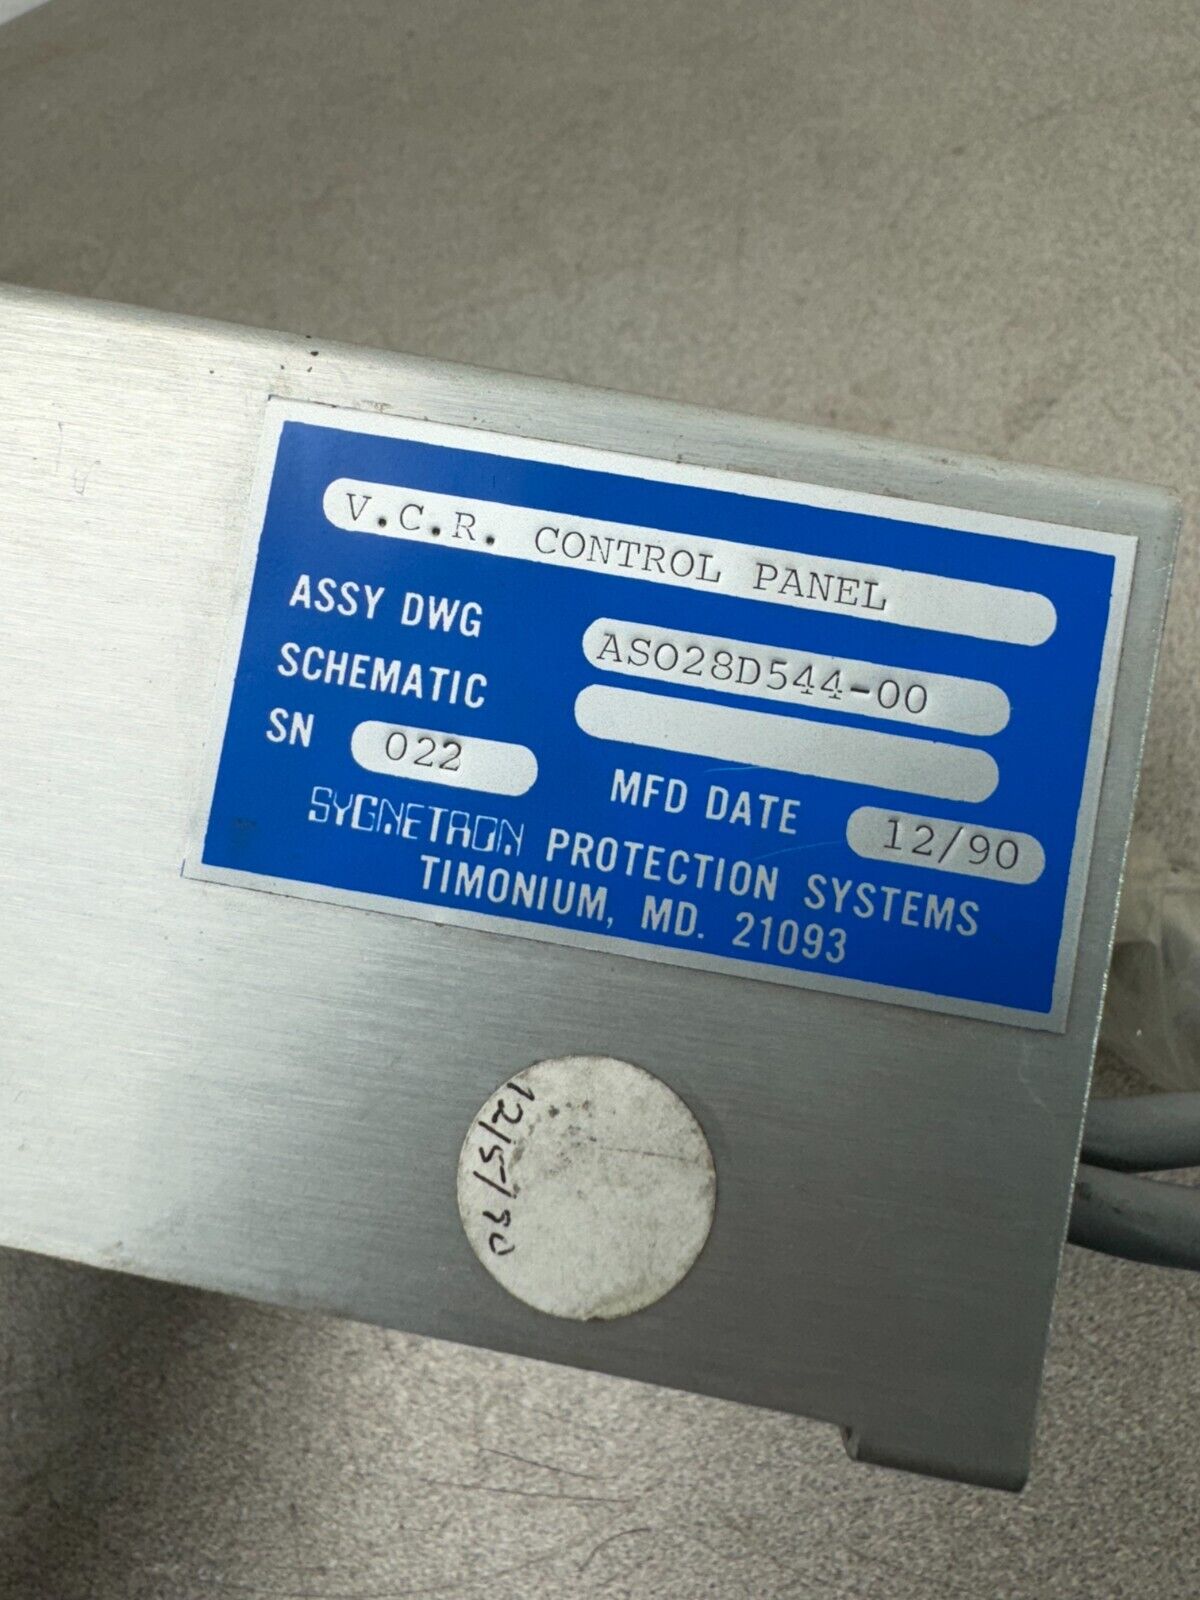 V.C.R. CONTROL PANEL
ASSY DWG ASO28D544-00
SCHEMATIC
SN 022 MFD DATE 12/90
SYGNETRON PROTECTION SYSTEMS
TIMONIUM, MD. 21093
12/5/90